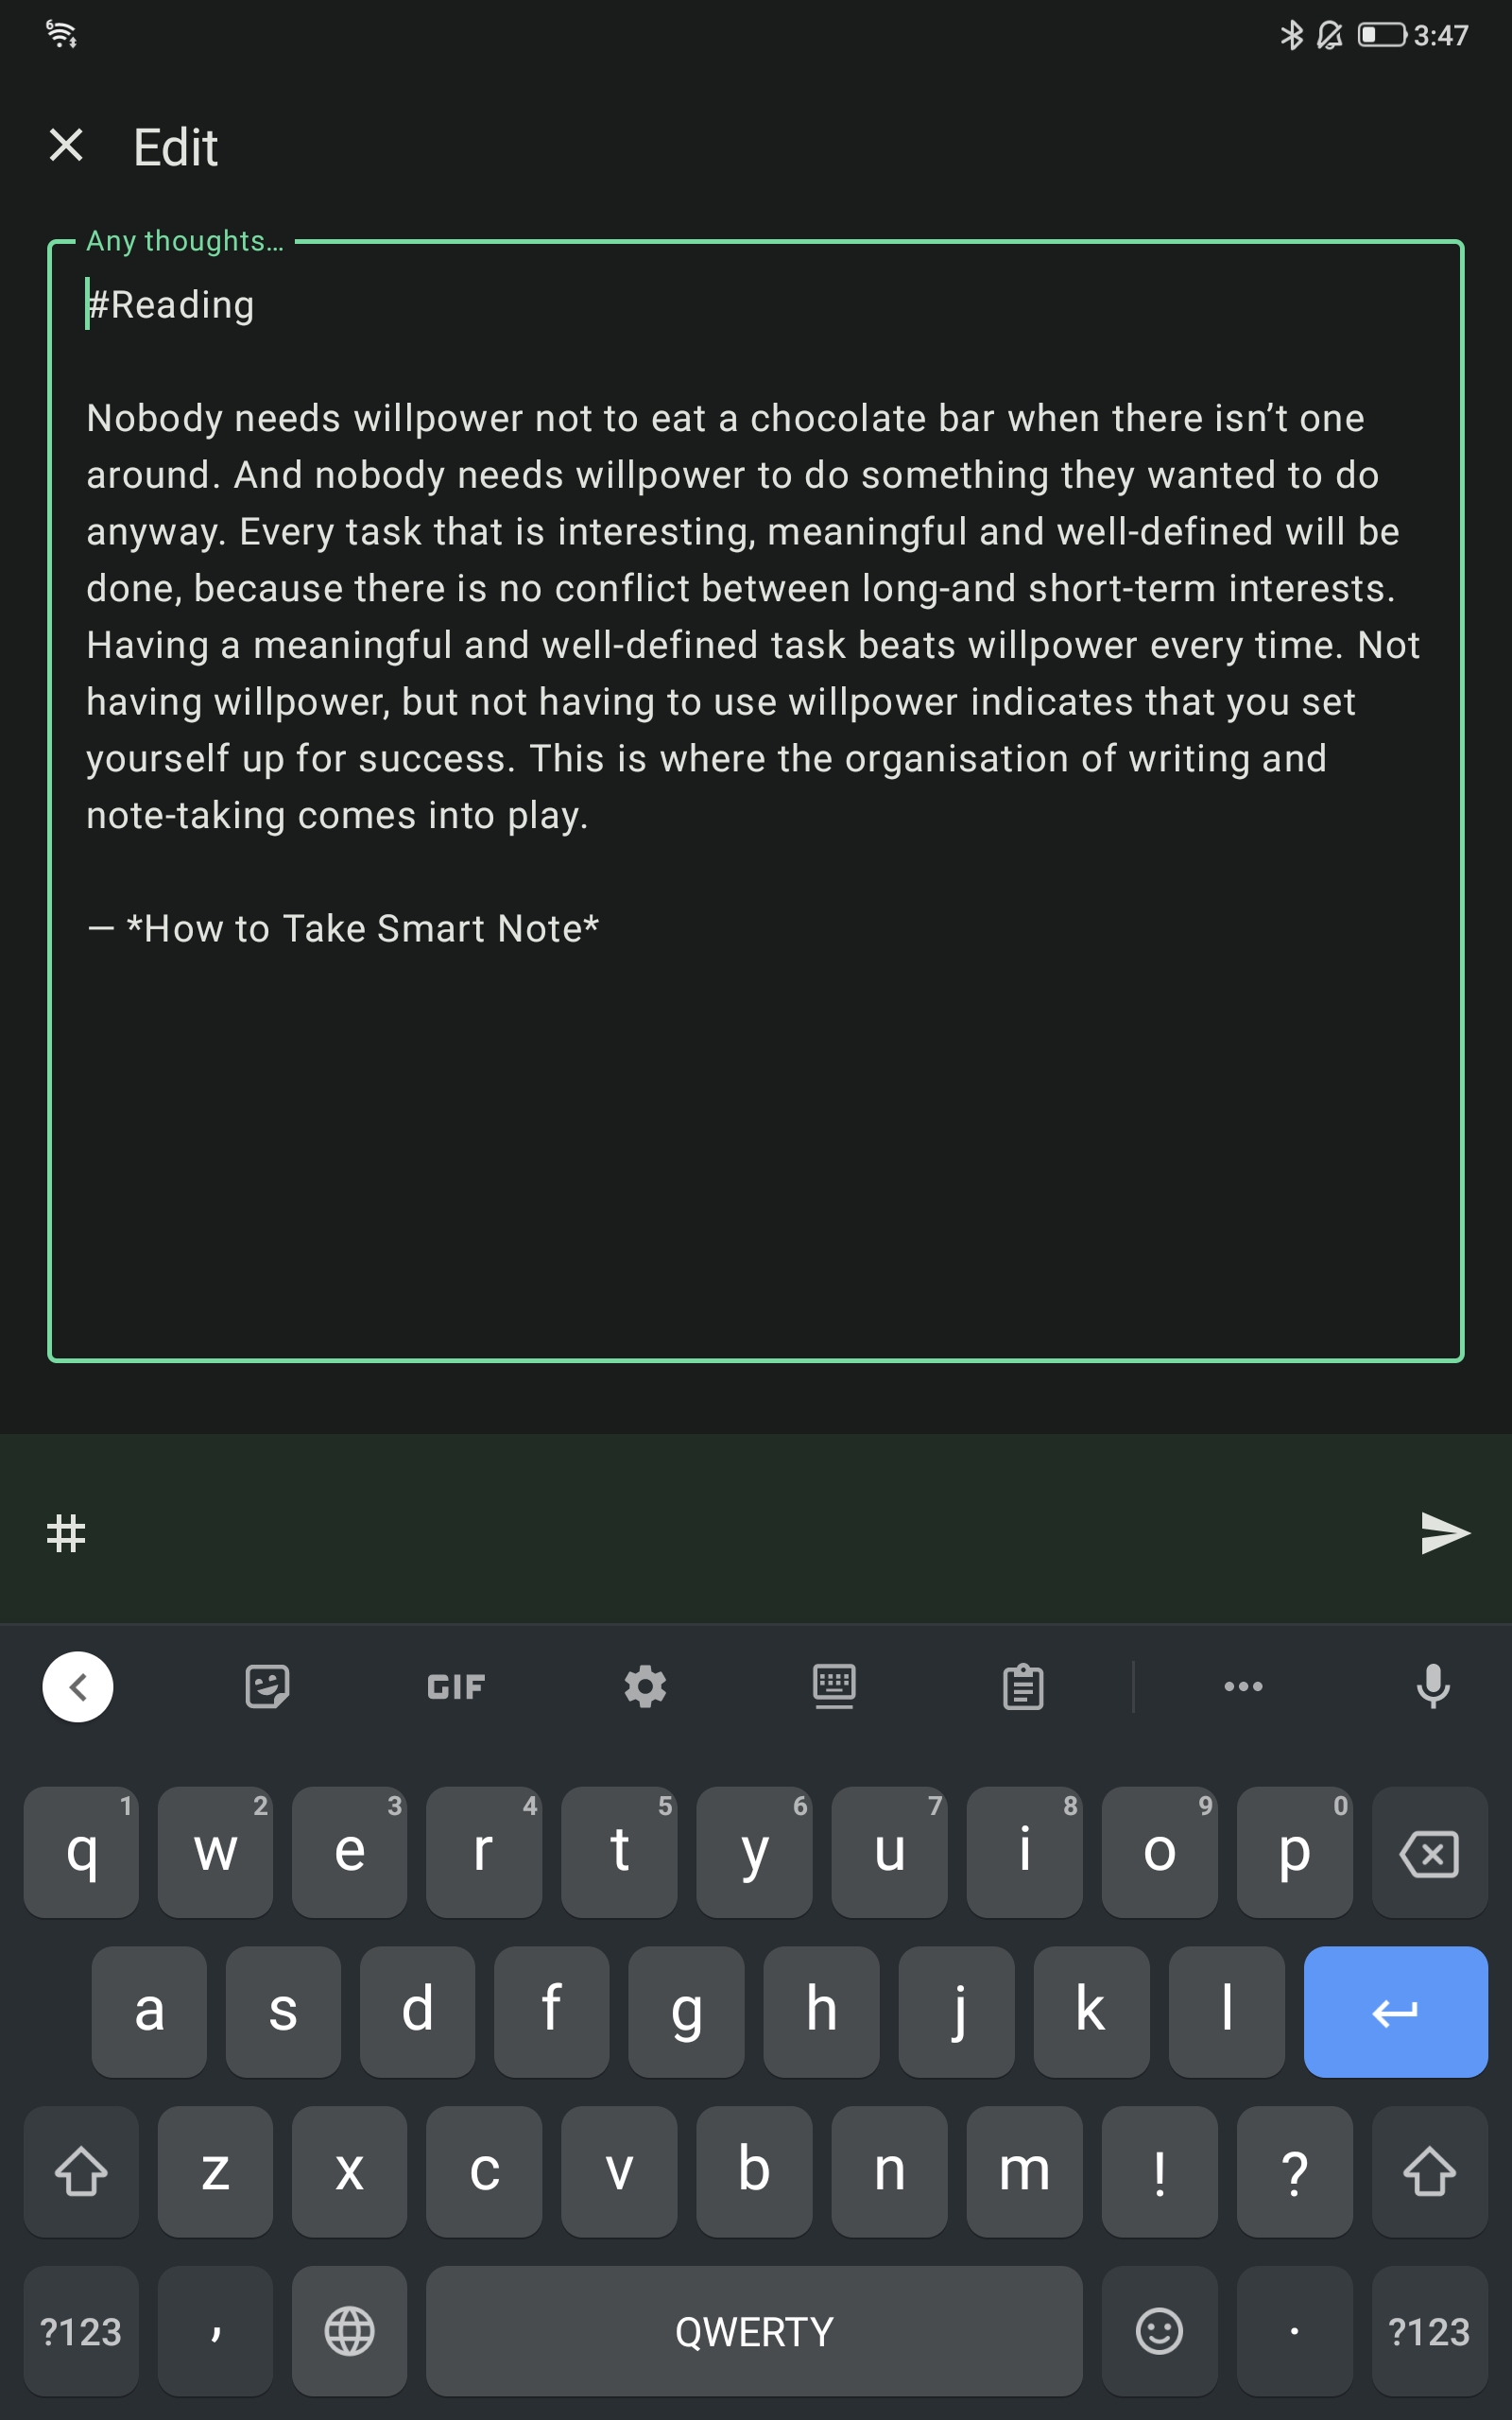 6
3:47
Edit
Any thoughts…
#Reading
Nobody needs willpower not to eat a chocolate bar when there isn’t one
around. And nobody needs willpower to do something they wanted to do
anyway. Every task that is interesting, meaningful and well-defined will be
done, because there is no conflict between long-and short-term interests.
Having a meaningful and well-defined task beats willpower every time. Not
having willpower, but not having to use willpower indicates that you set
yourself up for success. This is where the organisation of writing and
note-taking comes into play.
— *How to Take Smart Note*
#
GIF
1 2 3 4 5 6 7 8 9 0
q w e r t y u i o p
a s d f g h j k l
z x c v b n m ! ?
?123 , QWERTY . ?123